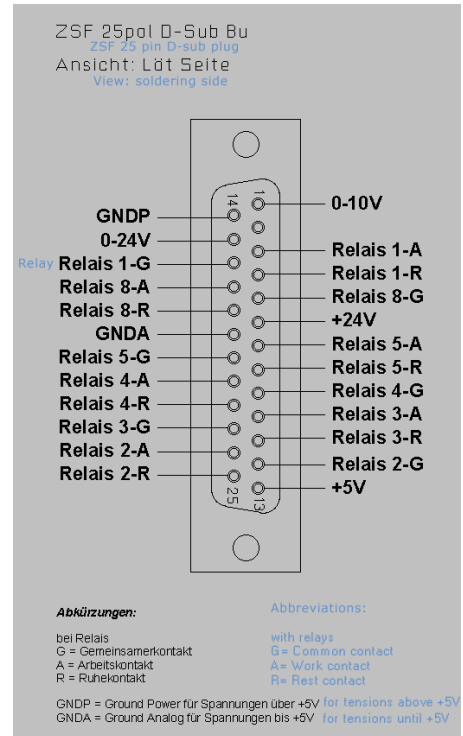 ZSF 25pol D-Sub Bu
ZSF 25 pin D-sub plug
Ansicht: Löt Seite
View: soldering side
14
1
GNDP
0-10V
0-24V
Relay Relais 1-G
Relais 1-A
Relais 8-A
Relais 1-R
Relais 8-R
Relais 8-G
GNDA
+24V
Relais 5-G
Relais 5-A
Relais 4-A
Relais 5-R
Relais 4-R
Relais 4-G
Relais 3-G
Relais 3-A
Relais 2-A
Relais 3-R
Relais 2-R
Relais 2-G
+5V
25
13
Abkürzungen:
Abbreviations:
bei Relais
with relays
G = Gemeinsamerkontakt
G= Common contact
A = Arbeitskontakt
A= Work contact
R = Ruhekontakt
R= Rest contact
GNDP = Ground Power für Spannungen über +5V for tensions above +5V
GNDA = Ground Analog für Spannungen bis +5V for tensions until +5V